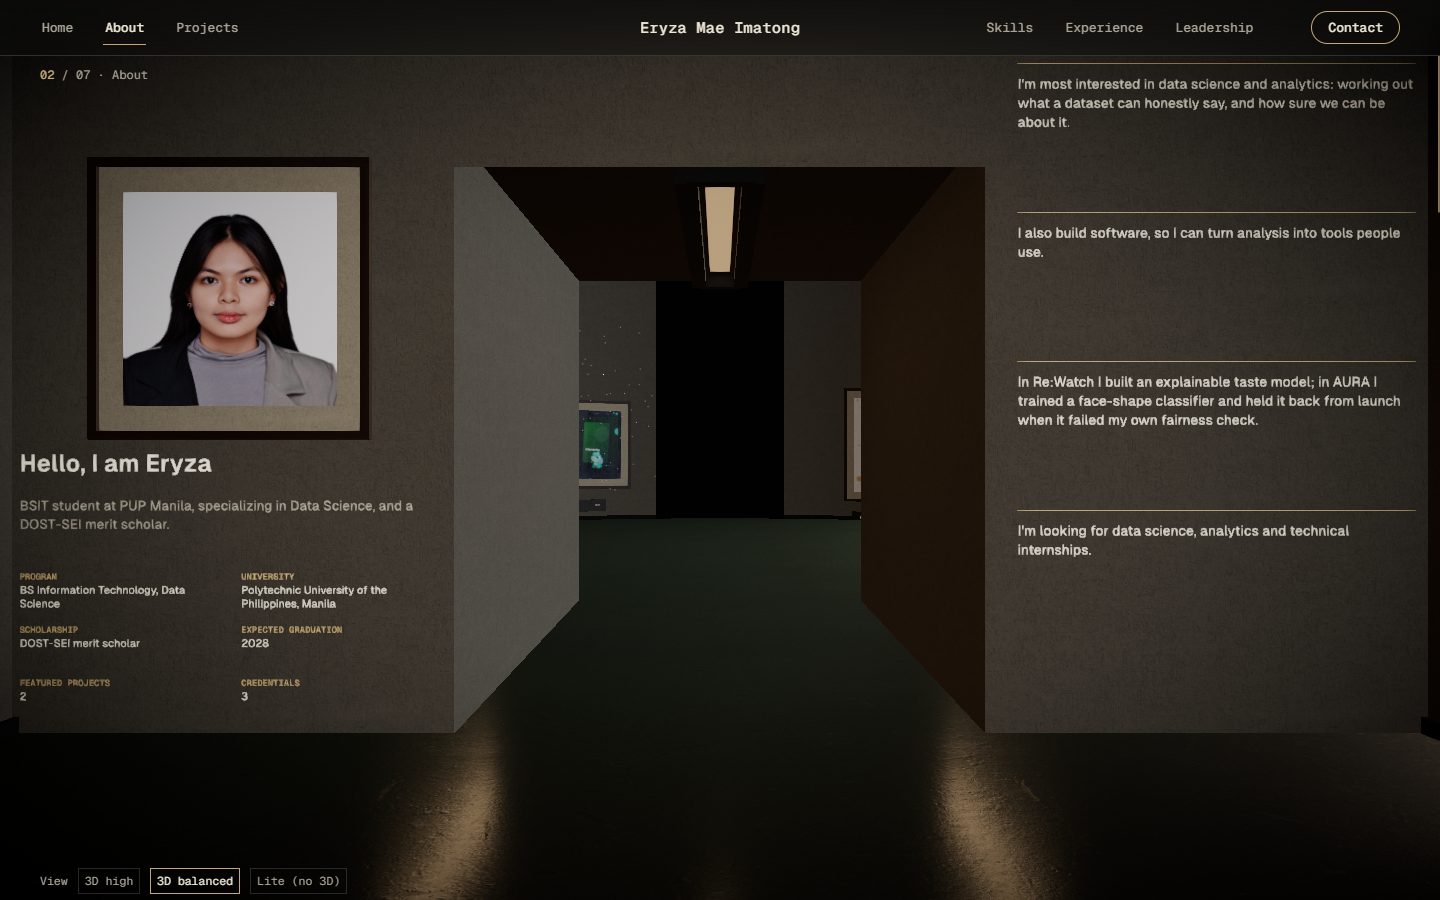 Home About Projects Eryza Mae Imatong Skills Experience Leadership Contact
02 / 07 · About
Hello, I am Eryza
BSIT student at PUP Manila, specializing in Data Science, and a
DOST-SEI merit scholar.
PROGRAM
BS Information Technology, Data
Science
UNIVERSITY
Polytechnic University of the
Philippines, Manila
SCHOLARSHIP
DOST-SEI merit scholar
EXPECTED GRADUATION
2028
FEATURED PROJECTS
2
CREDENTIALS
3
I'm most interested in data science and analytics: working out
what a dataset can honestly say, and how sure we can be
about it.
I also build software, so I can turn analysis into tools people
use.
In Re:Watch I built an explainable taste model; in AURA I
trained a face-shape classifier and held it back from launch
when it failed my own fairness check.
I'm looking for data science, analytics and technical
internships.
View 3D high 3D balanced Lite (no 3D)